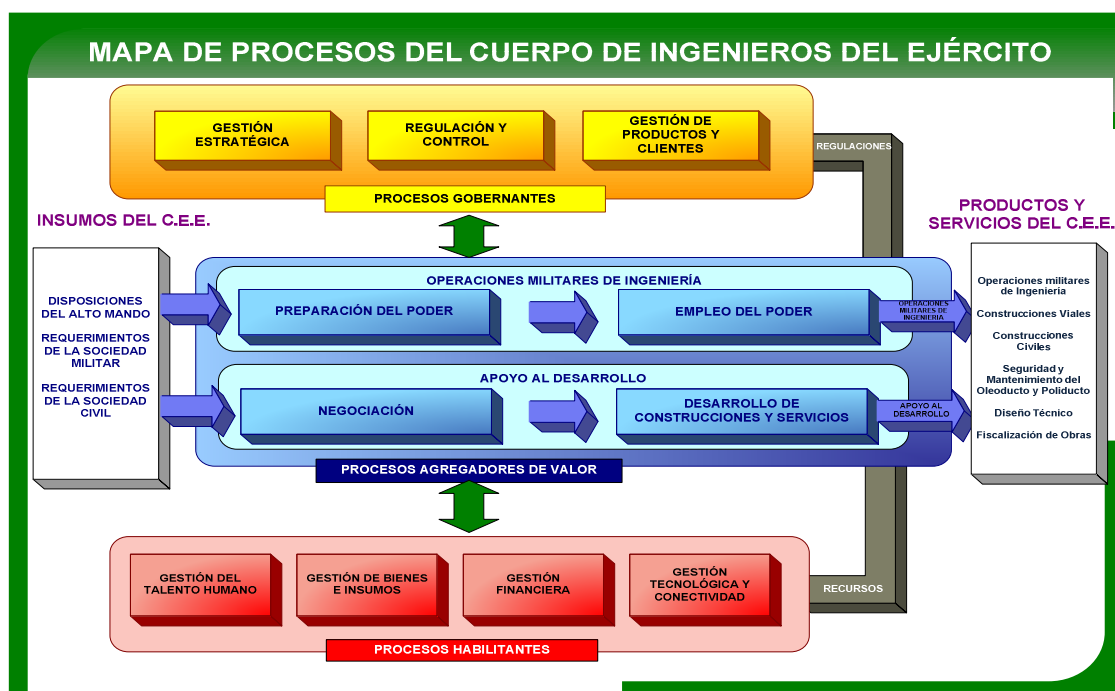 MAPA DE PROCESOS DEL CUERPO DE INGENIEROS DEL EJÉRCITO
GESTIÓN
ESTRATÉGICA
REGULACIÓN Y
CONTROL
GESTIÓN DE
PRODUCTOS Y
CLIENTES
REGULACIONES
PROCESOS GOBERNANTES
INSUMOS DEL C.E.E.
PRODUCTOS Y
SERVICIOS DEL C.E.E.
DISPOSICIONES
DEL ALTO MANDO
REQUERIMIENTOS
DE LA SOCIEDAD
MILITAR
REQUERIMIENTOS
DE LA SOCIEDAD
CIVIL
OPERACIONES MILITARES DE INGENIERÍA
PREPARACIÓN DEL PODER
EMPLEO DEL PODER
OPERACIONES
MILITARES DE
INGENIERÍA
APOYO AL DESARROLLO
NEGOCIACIÓN
DESARROLLO DE
CONSTRUCCIONES Y SERVICIOS
APOYO AL
DESARROLLO
Operaciones militares
de Ingeniería
Construcciones Viales
Construcciones
Civiles
Seguridad y
Mantenimiento del
Oleoducto y Poliducto
Diseño Técnico
Fiscalización de Obras
PROCESOS AGREGADORES DE VALOR
GESTIÓN DEL
TALENTO HUMANO
GESTIÓN DE BIENES
E INSUMOS
GESTIÓN
FINANCIERA
GESTIÓN
TECNOLÓGICA Y
CONECTIVIDAD
RECURSOS
PROCESOS HABILITANTES